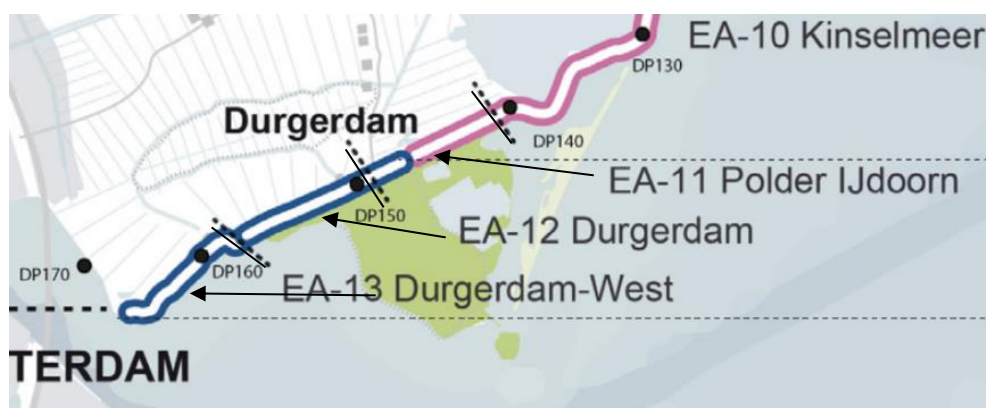 EA-10 Kinselmeer
DP130
Durgerdam
DP140
EA-11 Polder IJdoorn
DP150
EA-12 Durgerdam
DP160
DP170
EA-13 Durgerdam-West
TERDAM